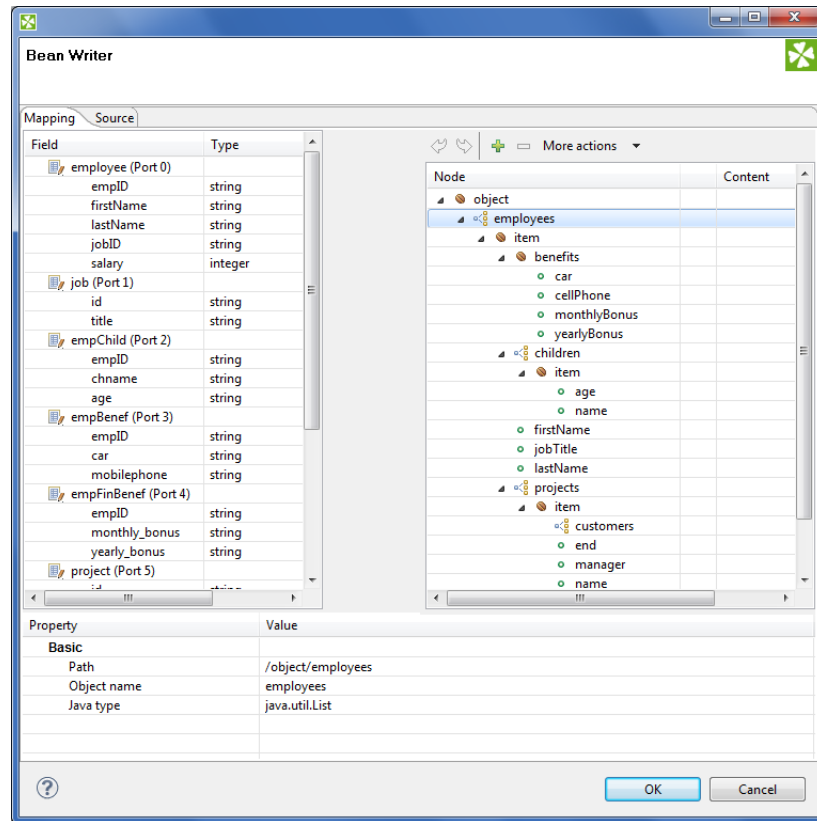 Bean Writer
Mapping Source
Field Type
employee (Port 0)
empID string
firstName string
lastName string
jobID string
salary integer
job (Port 1)
id string
title string
empChild (Port 2)
empID string
chname string
age string
empBenef (Port 3)
empID string
car string
mobilephone string
empFinBenef (Port 4)
empID string
monthly_bonus string
yearly_bonus string
project (Port 5)
More actions
Node Content
object
employees
item
benefits
car
cellPhone
monthlyBonus
yearlyBonus
children
item
age
name
firstName
jobTitle
lastName
projects
item
customers
end
manager
name
Property Value
Basic
Path /object/employees
Object name employees
Java type java.util.List
OK Cancel